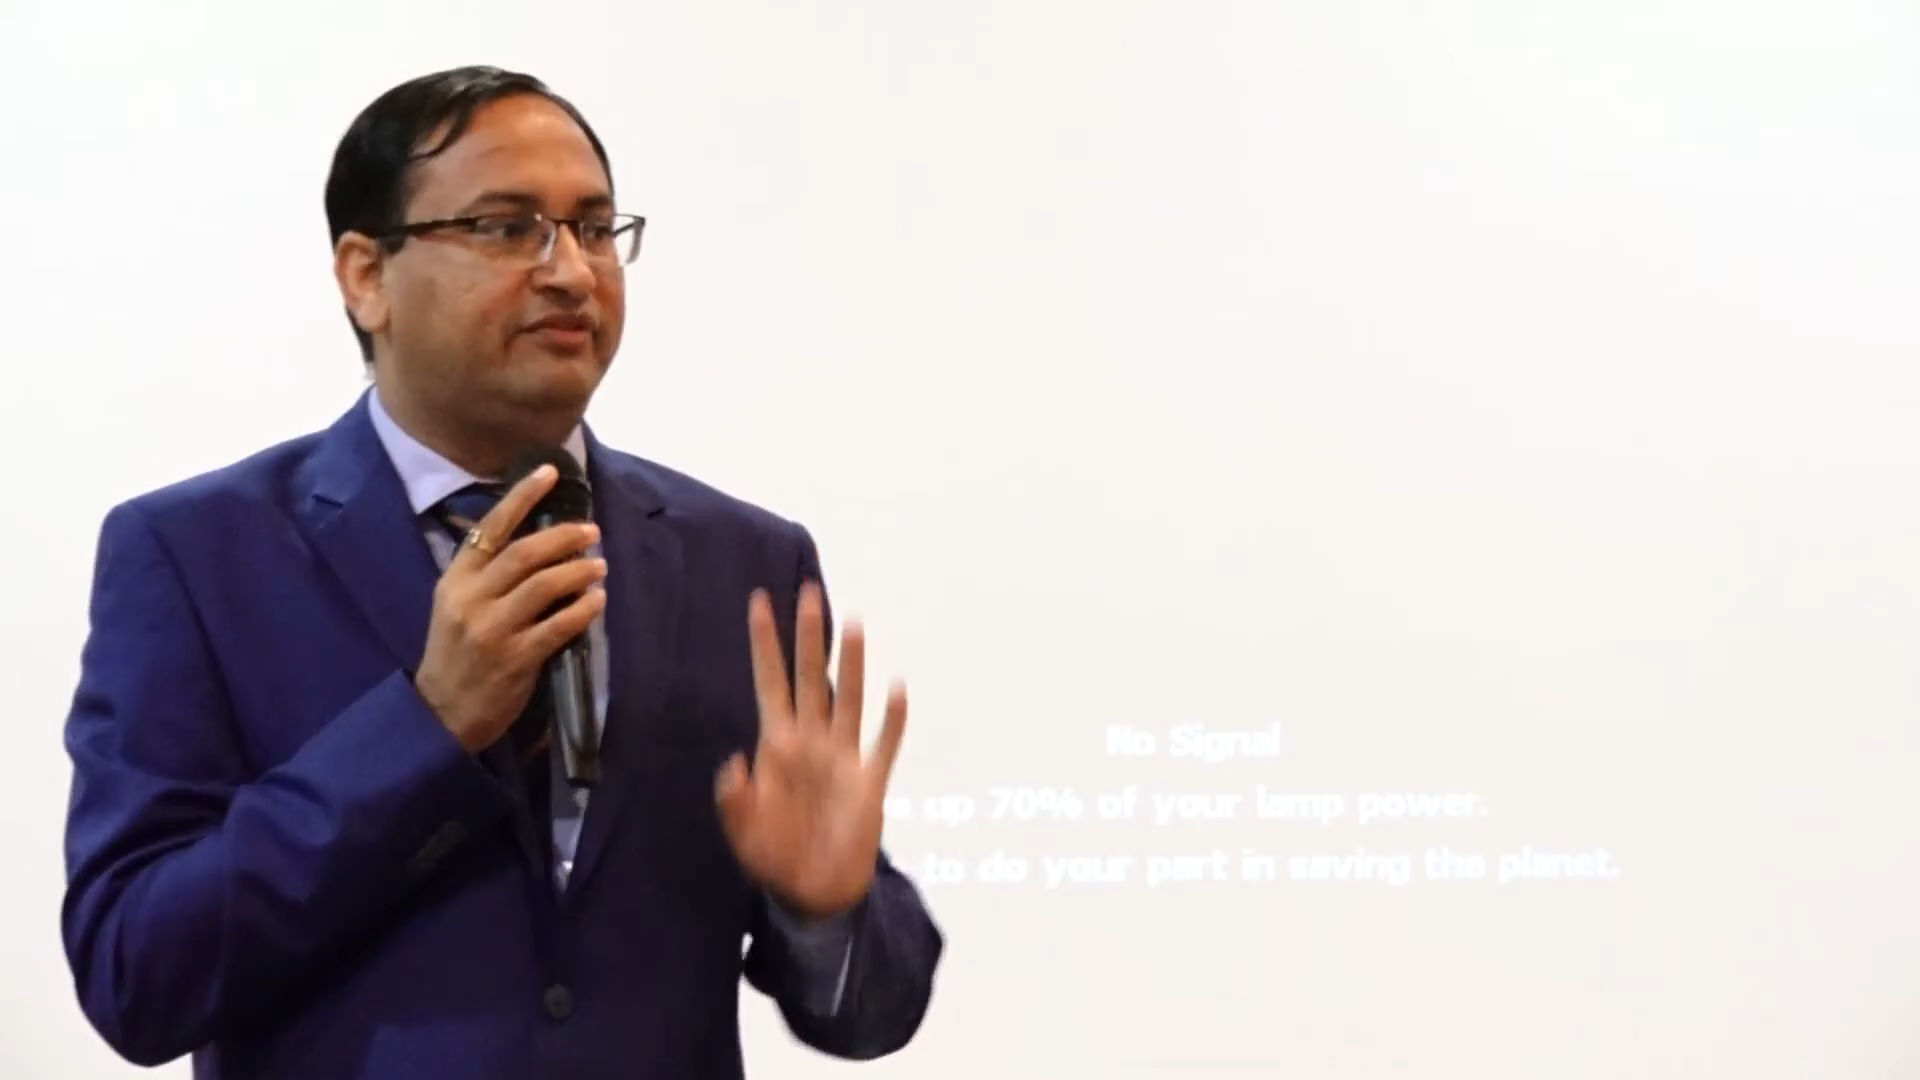 No Signal
up 70% of your lamp power.
to do your part in saving the planet.